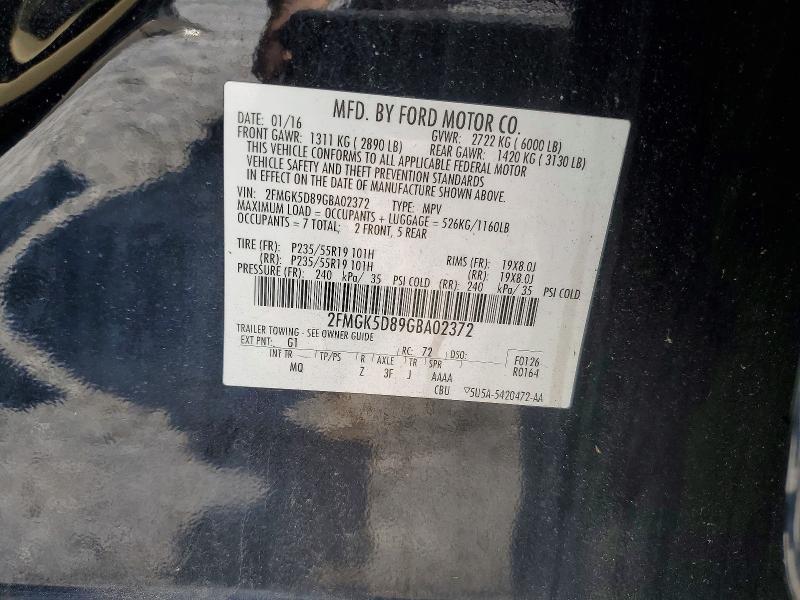 MFD. BY FORD MOTOR CO.
DATE: 01/16 GVWR: 2722 KG ( 6000 LB)
FRONT GAWR: 1311 KG ( 2890 LB) REAR GAWR: 1420 KG ( 3130 LB)
THIS VEHICLE CONFORMS TO ALL APPLICABLE FEDERAL MOTOR
VEHICLE SAFETY AND THEFT PREVENTION STANDARDS
IN EFFECT ON THE DATE OF MANUFACTURE SHOWN ABOVE.
VIN: 2FMGK5D89GBA02372 TYPE: MPV
MAXIMUM LOAD = OCCUPANTS + LUGGAGE = 526KG/1160LB
OCCUPANTS = 7 TOTAL; 2 FRONT, 5 REAR
TIRE (FR): P235/55R19 101H RIMS (FR): 19X8.0J
(RR): P235/55R19 101H (RR): 19X8.0J
PRESSURE (FR): 240 kPa/ 35 PSI COLD (RR): 240 kPa/ 35 PSI COLD
2FMGK5D89GBA02372
TRAILER TOWING - SEE OWNER GUIDE
EXT PNT: G1 RC: 72 DSO: F0126
INT TR TP/PS R AXLE TR SPR R0164
MQ Z 3F J AAAA
CBU 5U5A-5420472-AA